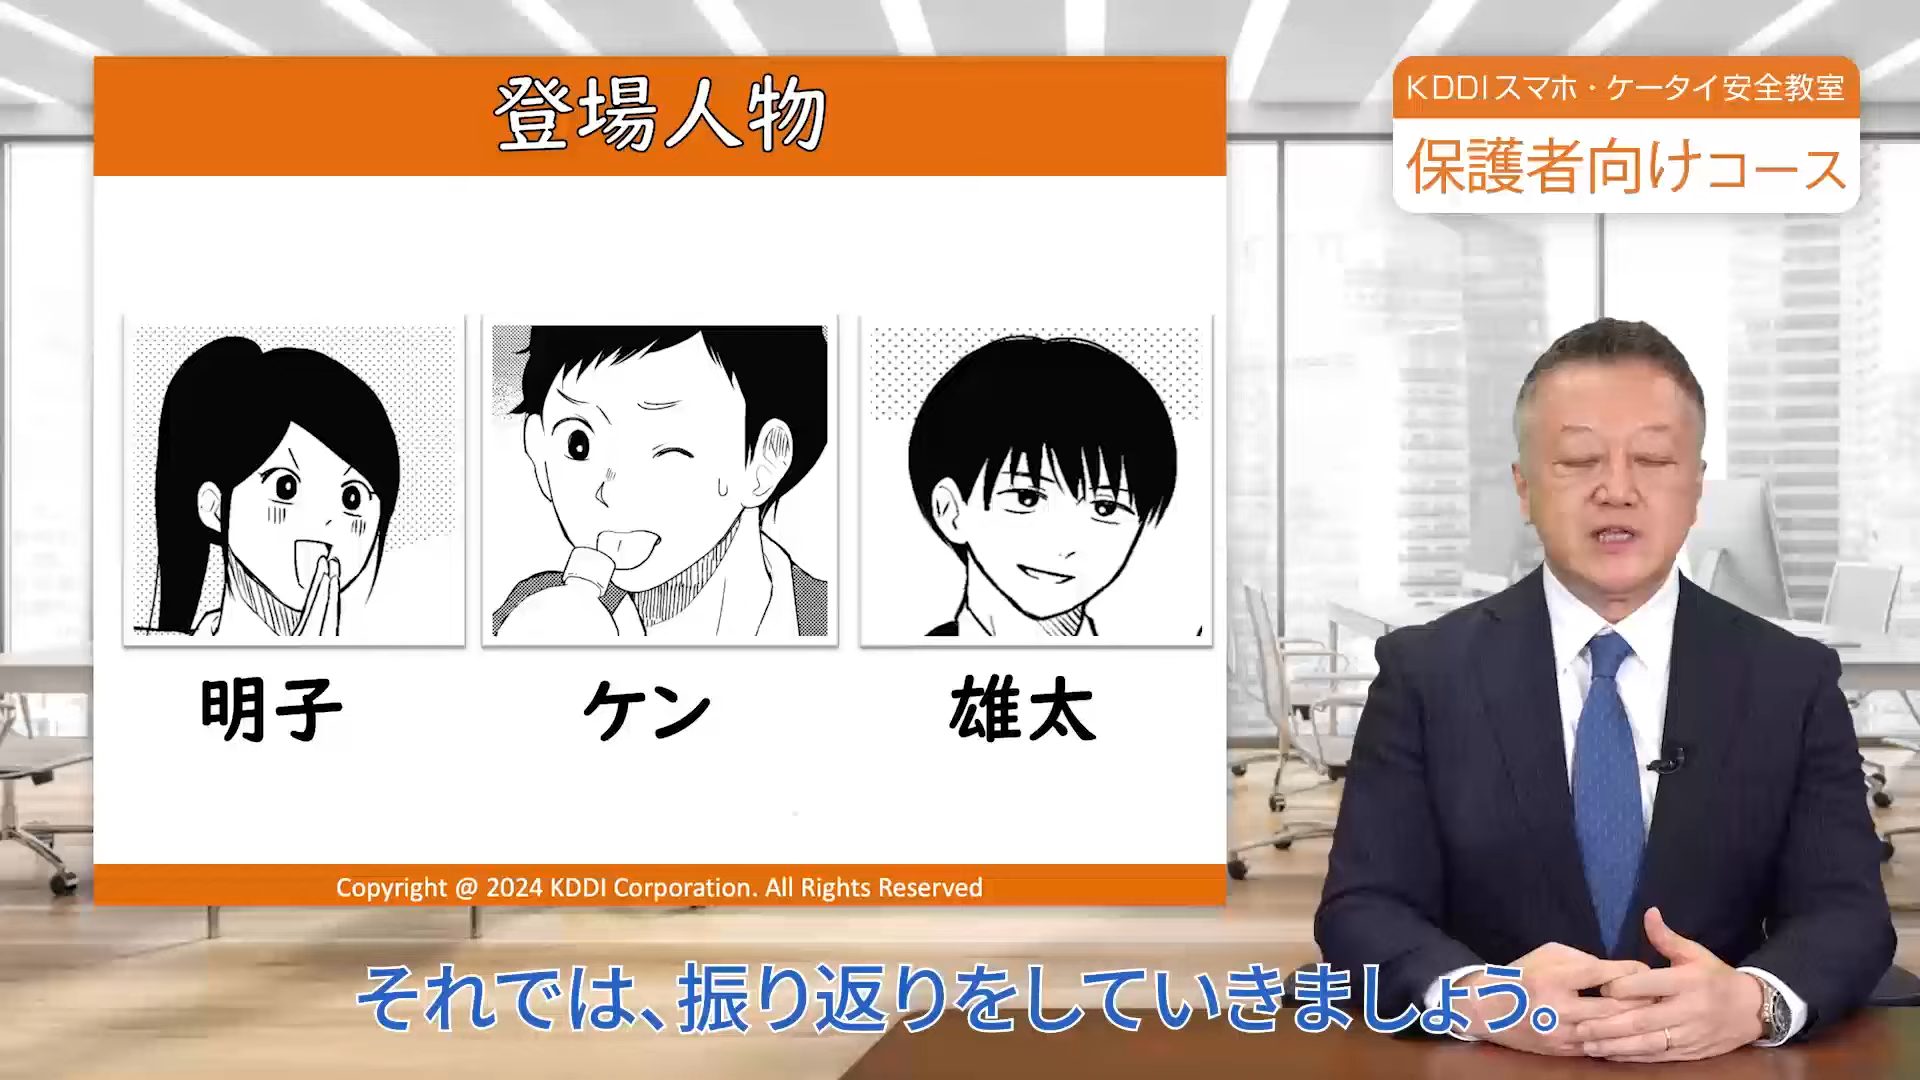 登場人物
KDDIスマホ・ケータイ安全教室
保護者向けコース
明子
ケン
雄太
Copyright @ 2024 KDDI Corporation. All Rights Reserved
それでは、振り返りをしていきましょう。